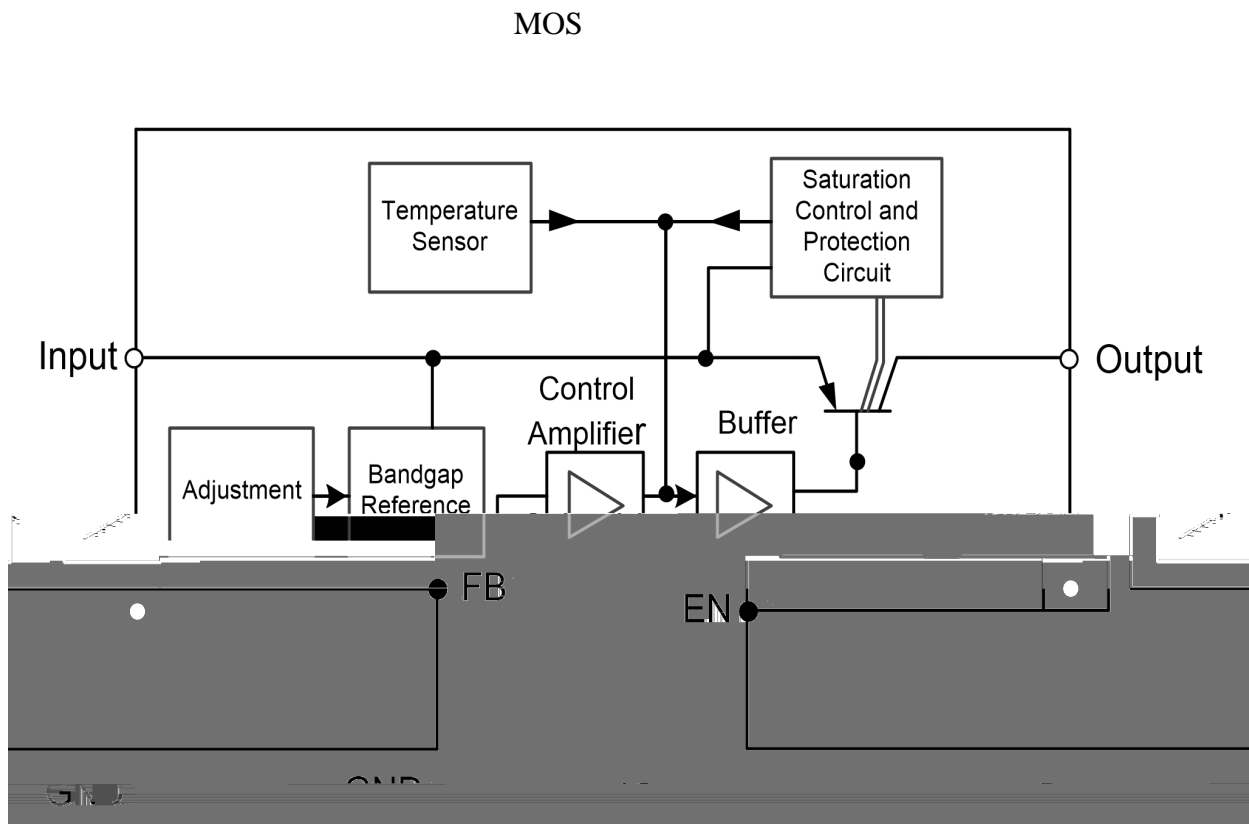 MOS
Temperature
Sensor
Saturation
Control and
Protection
Circuit
Input
Output
Control
Amplifier
Buffer
Adjustment
Bandgap
Reference
FB
EN